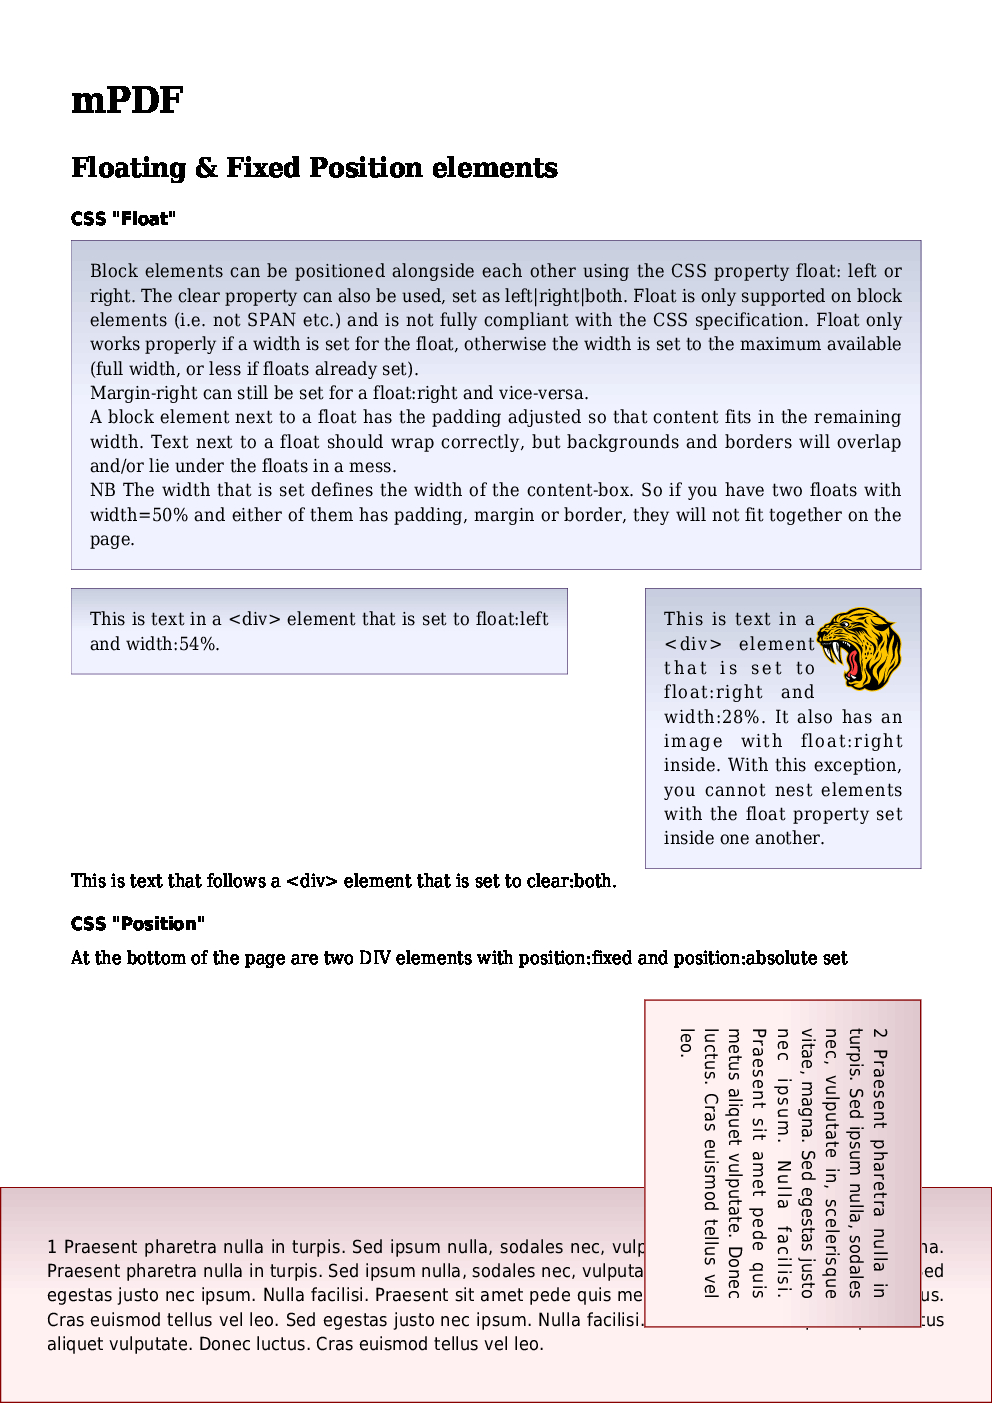 mPDF
Floating & Fixed Position elements
CSS "Float"
Block elements can be positioned alongside each other using the CSS property float: left or
right. The clear property can also be used, set as left|right|both. Float is only supported on block
elements (i.e. not SPAN etc.) and is not fully compliant with the CSS specification. Float only
works properly if a width is set for the float, otherwise the width is set to the maximum available
(full width, or less if floats already set).
Margin-right can still be set for a float:right and vice-versa.
A block element next to a float has the padding adjusted so that content fits in the remaining
width. Text next to a float should wrap correctly, but backgrounds and borders will overlap
and/or lie under the floats in a mess.
NB The width that is set defines the width of the content-box. So if you have two floats with
width=50% and either of them has padding, margin or border, they will not fit together on the
page.
This is text in a <div> element that is set to float:left
and width:54%.
This is text in a
<div> element
that is set to
float:right and
width:28%. It also has an
image with float:right
inside. With this exception,
you cannot nest elements
with the float property set
inside one another.
This is text that follows a <div> element that is set to clear:both.
CSS "Position"
At the bottom of the page are two DIV elements with position:fixed and position:absolute set
2 Praesent pharetra nulla in
turpis. Sed ipsum nulla, sodales
nec, vulputate in, scelerisque
vitae, magna. Sed egestas justo
nec ipsum. Nulla facilisi.
Praesent sit amet pede quis
metus aliquet vulputate. Donec
luctus. Cras euismod tellus vel
leo.
1 Praesent pharetra nulla in turpis. Sed ipsum nulla, sodales nec,
Praesent pharetra nulla in turpis. Sed ipsum nulla, sodales nec,
egestas justo nec ipsum. Nulla facilisi. Praesent sit amet pede quis
Cras euismod tellus vel leo. Sed egestas justo nec ipsum. Nulla facilisi.
aliquet vulputate. Donec luctus. Cras euismod tellus vel leo.